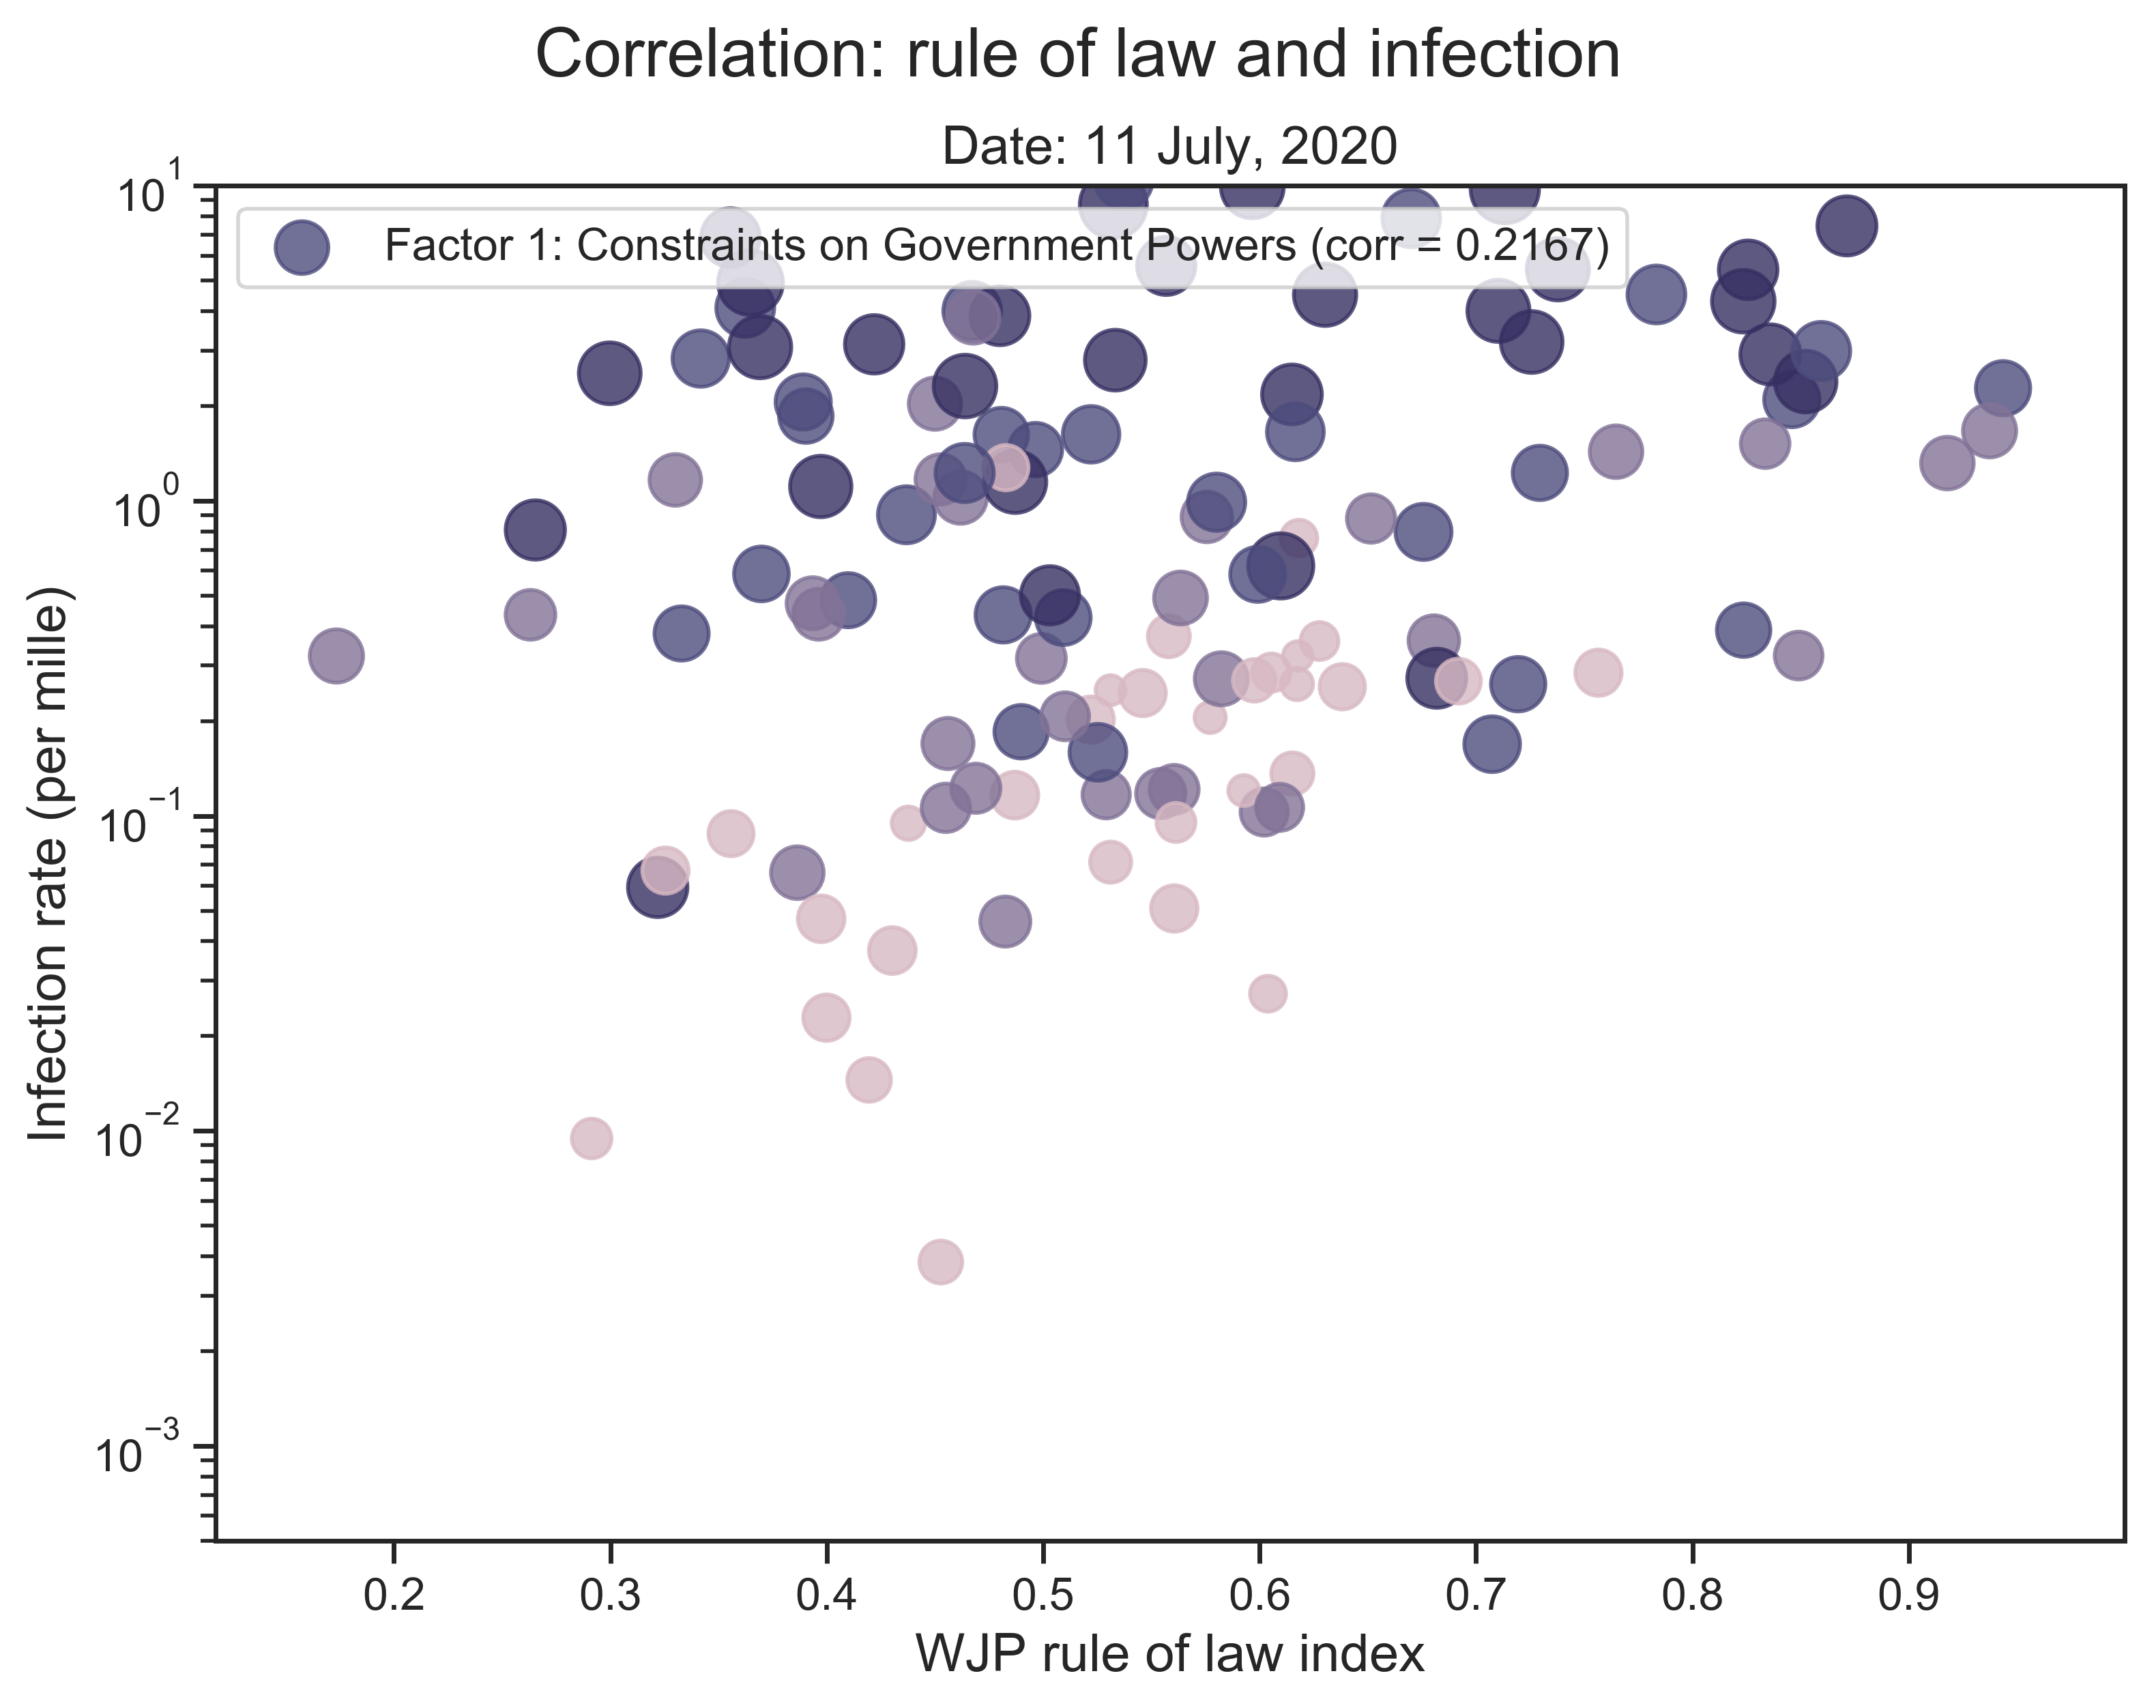 Correlation: rule of law and infection
Date: 11 July, 2020
Factor 1: Constraints on Government Powers (corr = 0.2167)
Infection rate (per mille)
10^1
10^0
10^−1
10^−2
10^−3
0.2 0.3 0.4 0.5 0.6 0.7 0.8 0.9
WJP rule of law index